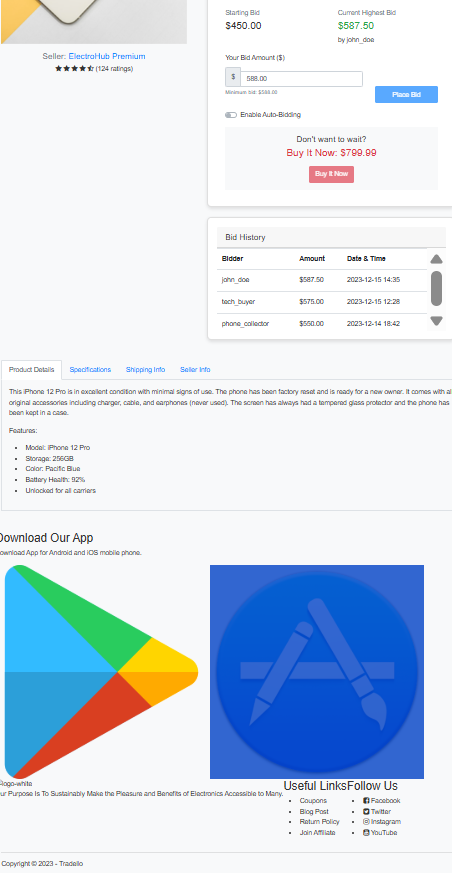 Starting Bid
$450.00
Current Highest Bid
$587.50
by john_doe
Seller: ElectroHub Premium
(124 ratings)
Your Bid Amount ($)
$ 588.00
Minimum bid: $588.00
Place Bid
Enable Auto-Bidding
Don't want to wait?
Buy It Now: $799.99
Buy It Now
Bid History
Bidder Amount Date & Time
john_doe $587.50 2023-12-15 14:35
tech_buyer $575.00 2023-12-15 12:28
phone_collector $550.00 2023-12-14 18:42
Product Details Specifications Shipping Info Seller Info
This iPhone 12 Pro is in excellent condition with minimal signs of use. The phone has been factory reset and is ready for a new owner. It comes with al
original accessories including charger, cable, and earphones (never used). The screen has always had a tempered glass protector and the phone has
been kept in a case.
Features:
Model: iPhone 12 Pro
Storage: 256GB
Color: Pacific Blue
Battery Health: 92%
Unlocked for all carriers
Download Our App
ownload App for Android and iOS mobile phone.
logo-white
ur Purpose Is To Sustainably Make the Pleasure and Benefits of Electronics Accessible to Many.
Useful Links
Coupons
Blog Post
Return Policy
Join Affiliate
Follow Us
Facebook
Twitter
Instagram
YouTube
Copyright © 2023 - Tradello